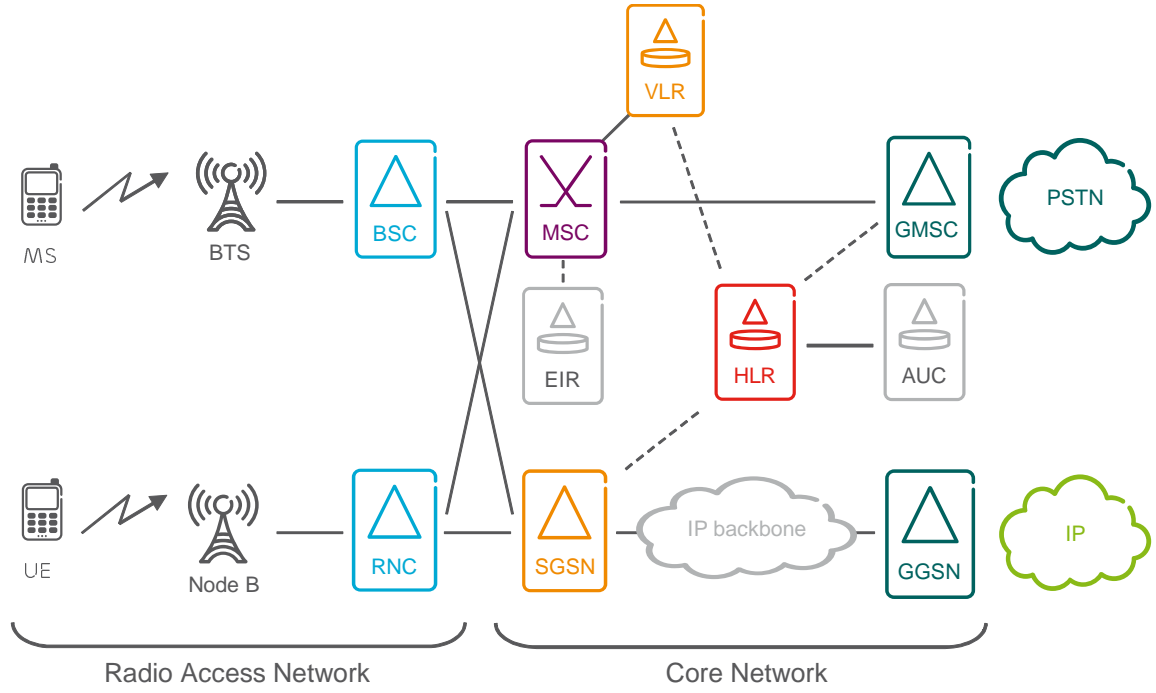 VLR
MS
BTS
BSC
MSC
GMSC
PSTN
EIR
HLR
AUC
UE
Node B
RNC
SGSN
IP backbone
GGSN
IP
Radio Access Network
Core Network